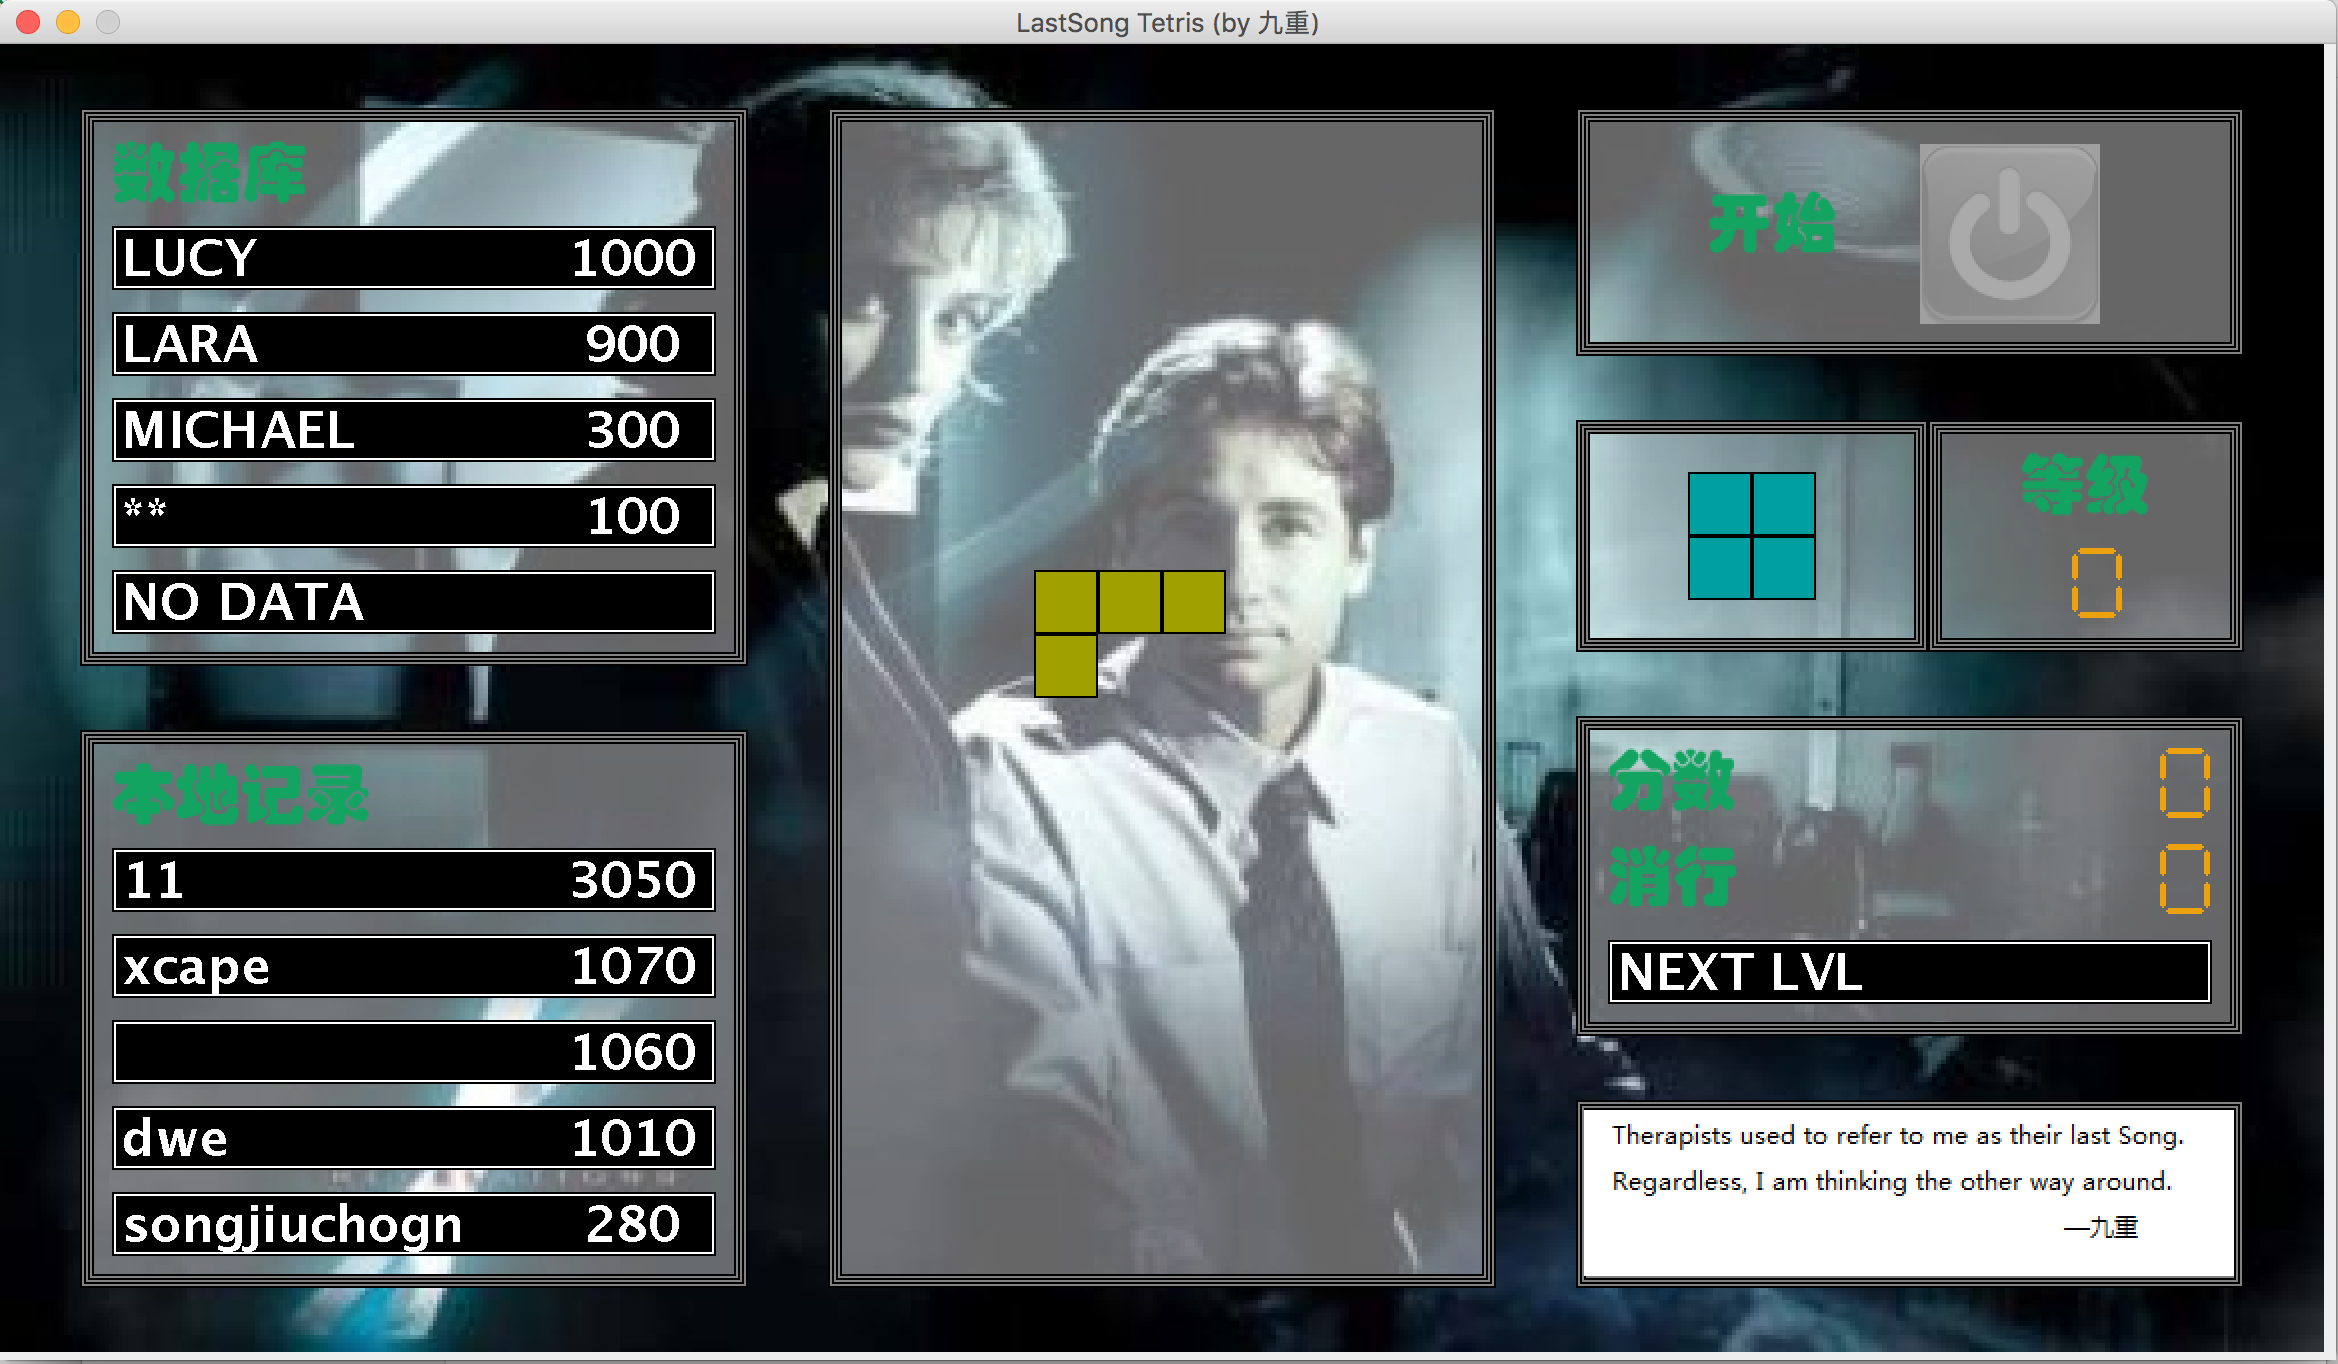 LastSong Tetris (by 九重)
数据库
LUCY 1000
LARA 900
MICHAEL 300
** 100
NO DATA
本地记录
11 3050
xcape 1070
1060
dwe 1010
songjiuchogn 280
开始
等级
0
分数 0
消行 0
NEXT LVL
Therapists used to refer to me as their last Song.
Regardless, I am thinking the other way around.
—九重